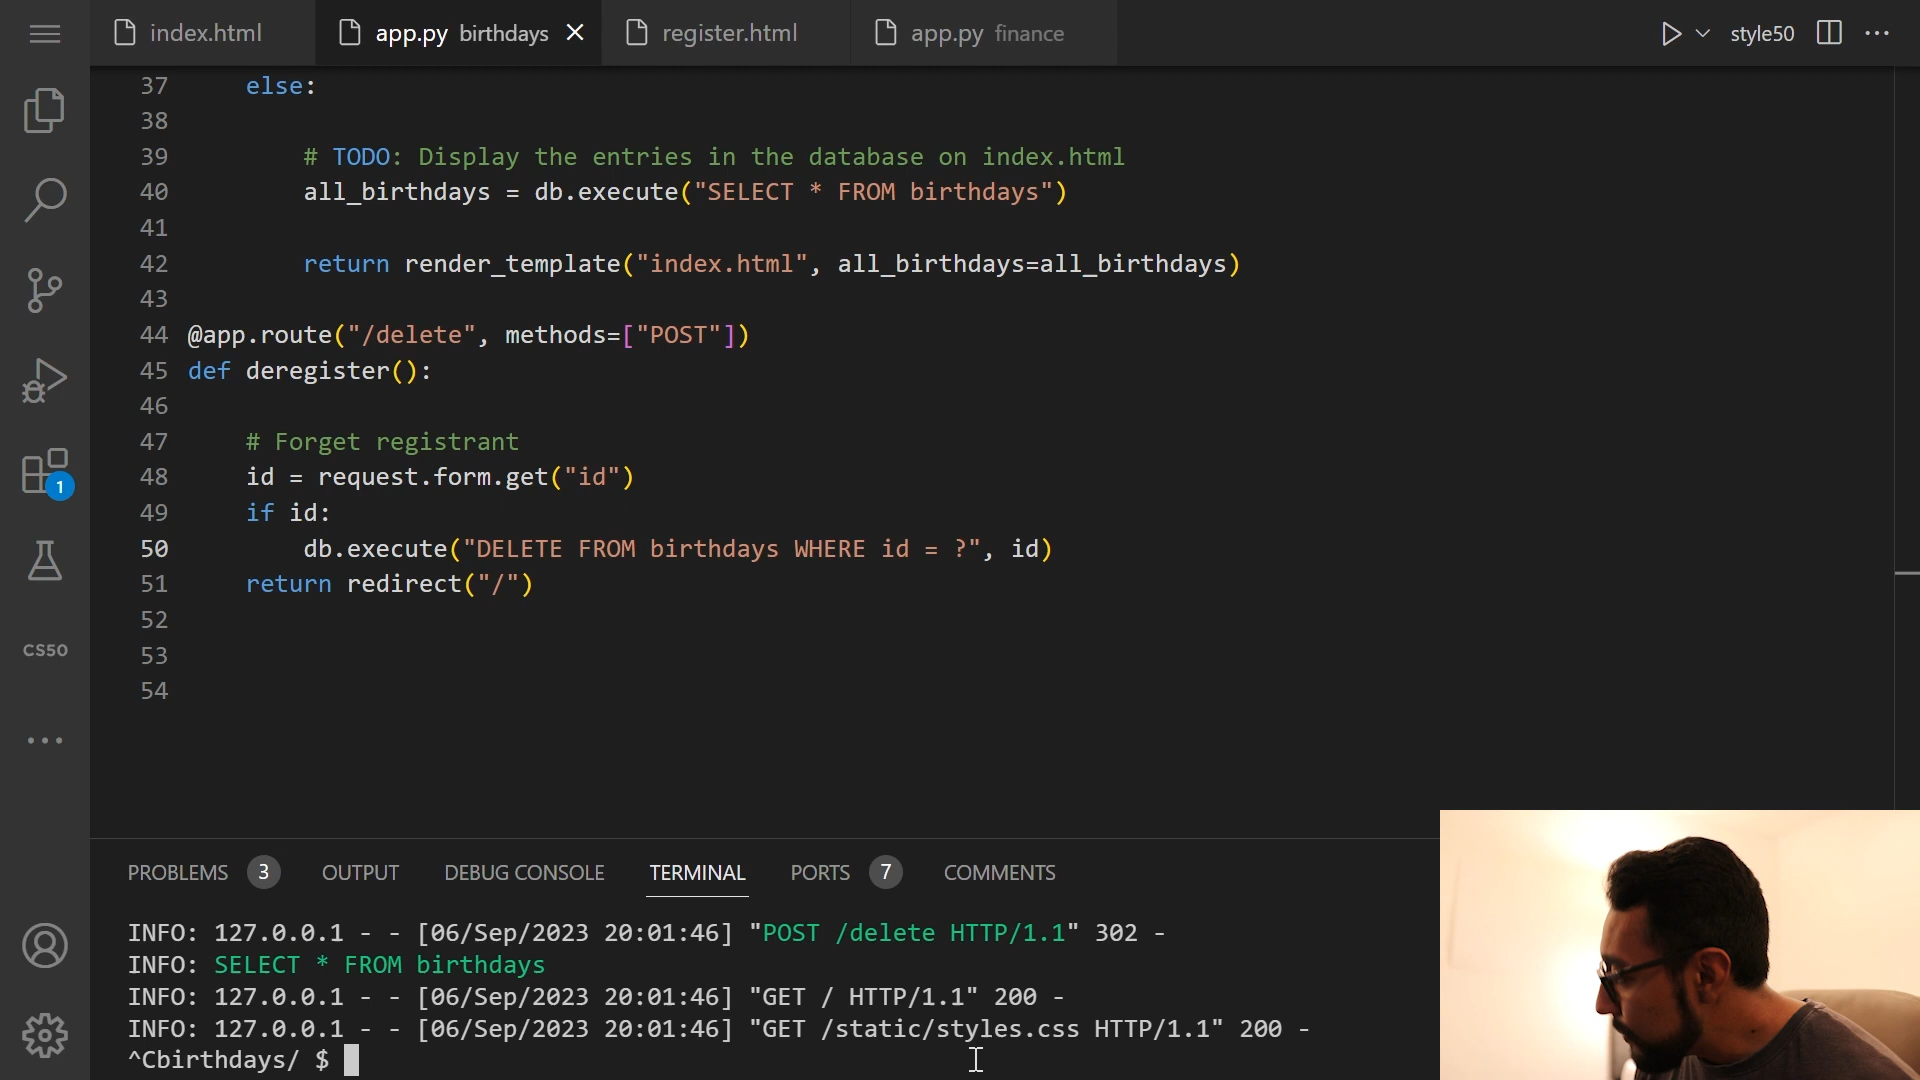 index.html
app.py birthdays
register.html
app.py finance
style50
37 else:
38
39 # TODO: Display the entries in the database on index.html
40 all_birthdays = db.execute("SELECT * FROM birthdays")
41
42 return render_template("index.html", all_birthdays=all_birthdays)
43
44 @app.route("/delete", methods=["POST"])
45 def deregister():
46
47 # Forget registrant
48 id = request.form.get("id")
49 if id:
50 db.execute("DELETE FROM birthdays WHERE id = ?", id)
51 return redirect("/")
52
53
54
1
CS50
PROBLEMS 3 OUTPUT DEBUG CONSOLE TERMINAL PORTS 7 COMMENTS
INFO: 127.0.0.1 - - [06/Sep/2023 20:01:46] "POST /delete HTTP/1.1" 302 -
INFO: SELECT * FROM birthdays
INFO: 127.0.0.1 - - [06/Sep/2023 20:01:46] "GET / HTTP/1.1" 200 -
INFO: 127.0.0.1 - - [06/Sep/2023 20:01:46] "GET /static/styles.css HTTP/1.1" 200 -
^Cbirthdays/ $